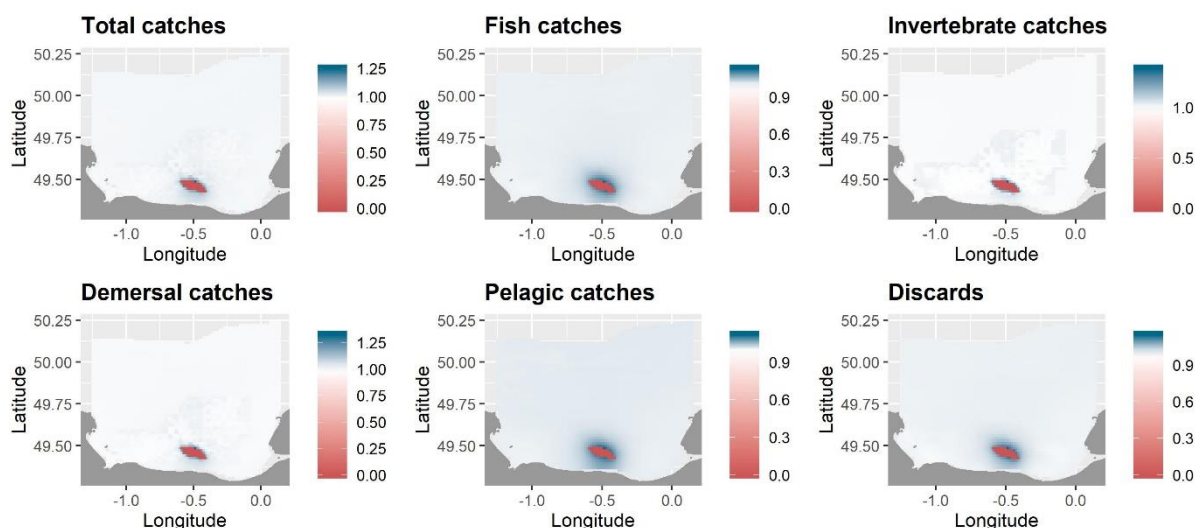 Total catches
Fish catches
Invertebrate catches
50.25
50.00
49.75
49.50
Latitude
-1.0 -0.5 0.0
Longitude
1.25
1.00
0.75
0.50
0.25
0.00
50.25
50.00
49.75
49.50
Latitude
-1.0 -0.5 0.0
Longitude
0.9
0.6
0.3
0.0
50.25
50.00
49.75
49.50
Latitude
-1.0 -0.5 0.0
Longitude
1.0
0.5
0.0
Demersal catches
Pelagic catches
Discards
50.25
50.00
49.75
49.50
Latitude
-1.0 -0.5 0.0
Longitude
1.25
1.00
0.75
0.50
0.25
0.00
50.25
50.00
49.75
49.50
Latitude
-1.0 -0.5 0.0
Longitude
0.9
0.6
0.3
0.0
50.25
50.00
49.75
49.50
Latitude
-1.0 -0.5 0.0
Longitude
0.9
0.6
0.3
0.0